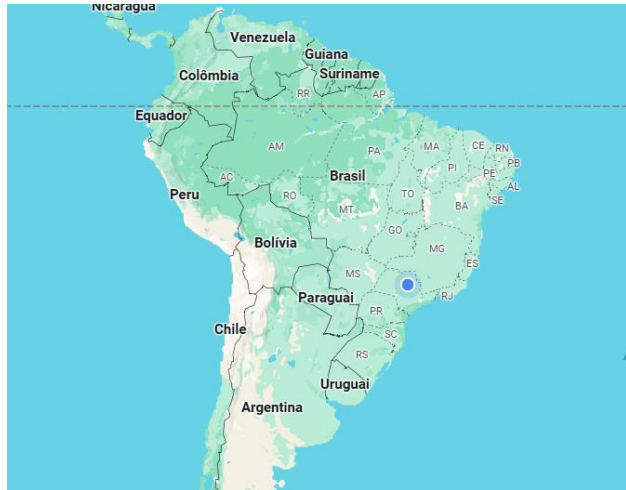 Nicarágua
Venezuela
Guiana
Suriname
Colômbia
RR
AP
Equador
AM
PA
MA
CE
RN
PB
PI
PE
AL
AC
Brasil
SE
Peru
RO
TO
BA
MT
GO
Bolívia
MG
ES
MS
RJ
Paraguai
PR
Chile
SC
RS
Uruguai
Argentina